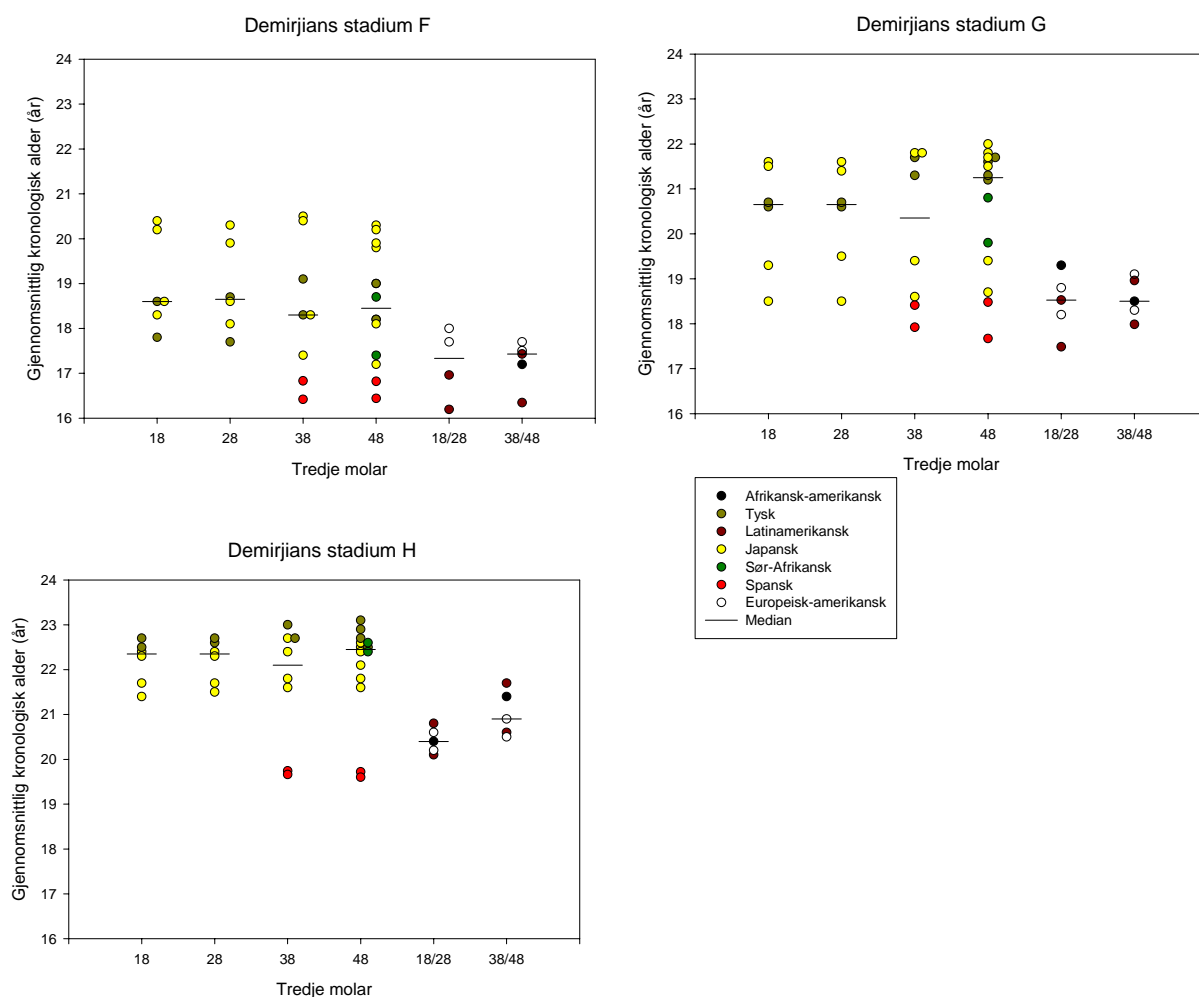 Demirjians stadium F
Gjennomsnittlig kronologisk alder (år)
24
23
22
21
20
19
18
17
16
18 28 38 48 18/28 38/48
Tredje molar
Demirjians stadium G
Gjennomsnittlig kronologisk alder (år)
24
23
22
21
20
19
18
17
16
18 28 38 48 18/28 38/48
Tredje molar
Afrikansk-amerikansk
Tysk
Latinamerikansk
Japansk
Sør-Afrikansk
Spansk
Europeisk-amerikansk
Median
Demirjians stadium H
Gjennomsnittlig kronologisk alder (år)
24
23
22
21
20
19
18
17
16
18 28 38 48 18/28 38/48
Tredje molar